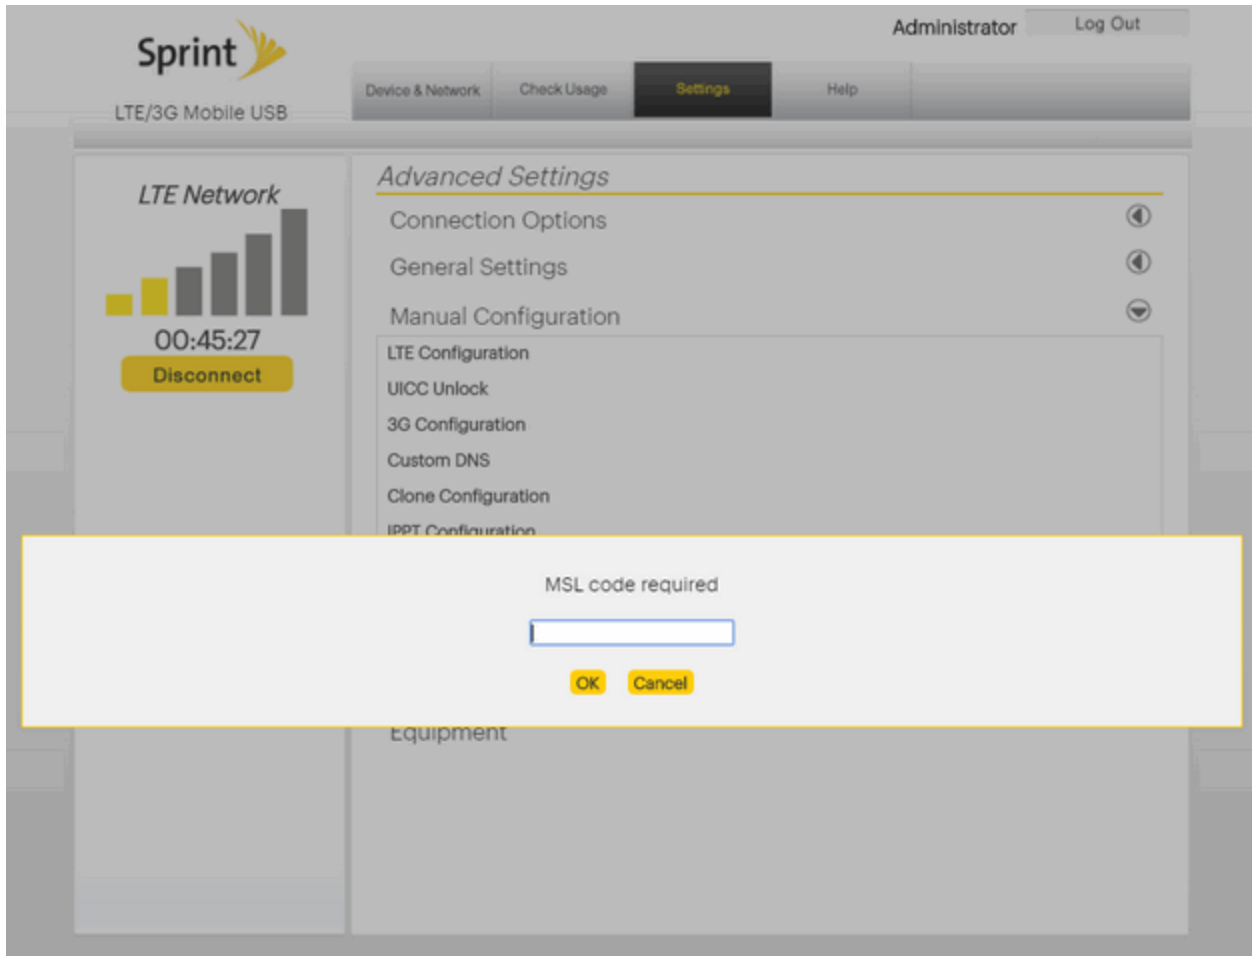 Sprint
LTE/3G Mobile USB
Administrator
Log Out
Device & Network
Check Usage
Settings
Help
LTE Network
00:45:27
Disconnect
Advanced Settings
Connection Options
General Settings
Manual Configuration
LTE Configuration
UICC Unlock
3G Configuration
Custom DNS
Clone Configuration
IPPT Configuration
MSL code required
OK Cancel
Equipment